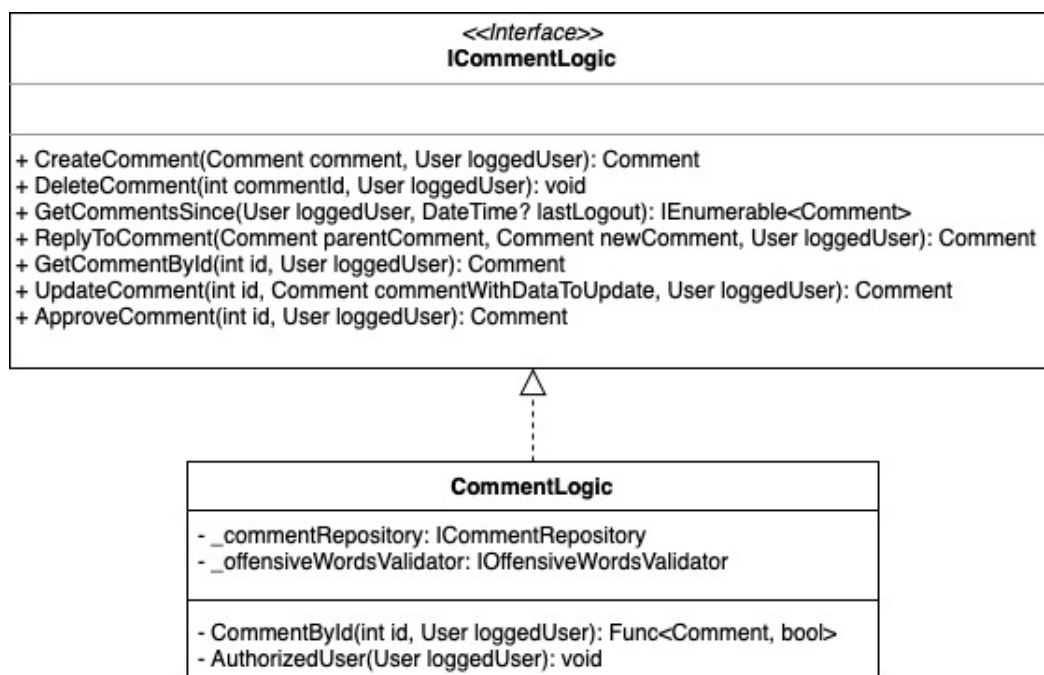 <<Interface>>
ICommentLogic
+ CreateComment(Comment comment, User loggedUser): Comment
+ DeleteComment(int commentId, User loggedUser): void
+ GetCommentsSince(User loggedUser, DateTime? lastLogout): IEnumerable<Comment>
+ ReplyToComment(Comment parentComment, Comment newComment, User loggedUser): Comment
+ GetCommentById(int id, User loggedUser): Comment
+ UpdateComment(int id, Comment commentWithDataToUpdate, User loggedUser): Comment
+ ApproveComment(int id, User loggedUser): Comment
CommentLogic
- _commentRepository: ICommentRepository
- _offensiveWordsValidator: IOffensiveWordsValidator
- CommentById(int id, User loggedUser): Func<Comment, bool>
- AuthorizedUser(User loggedUser): void